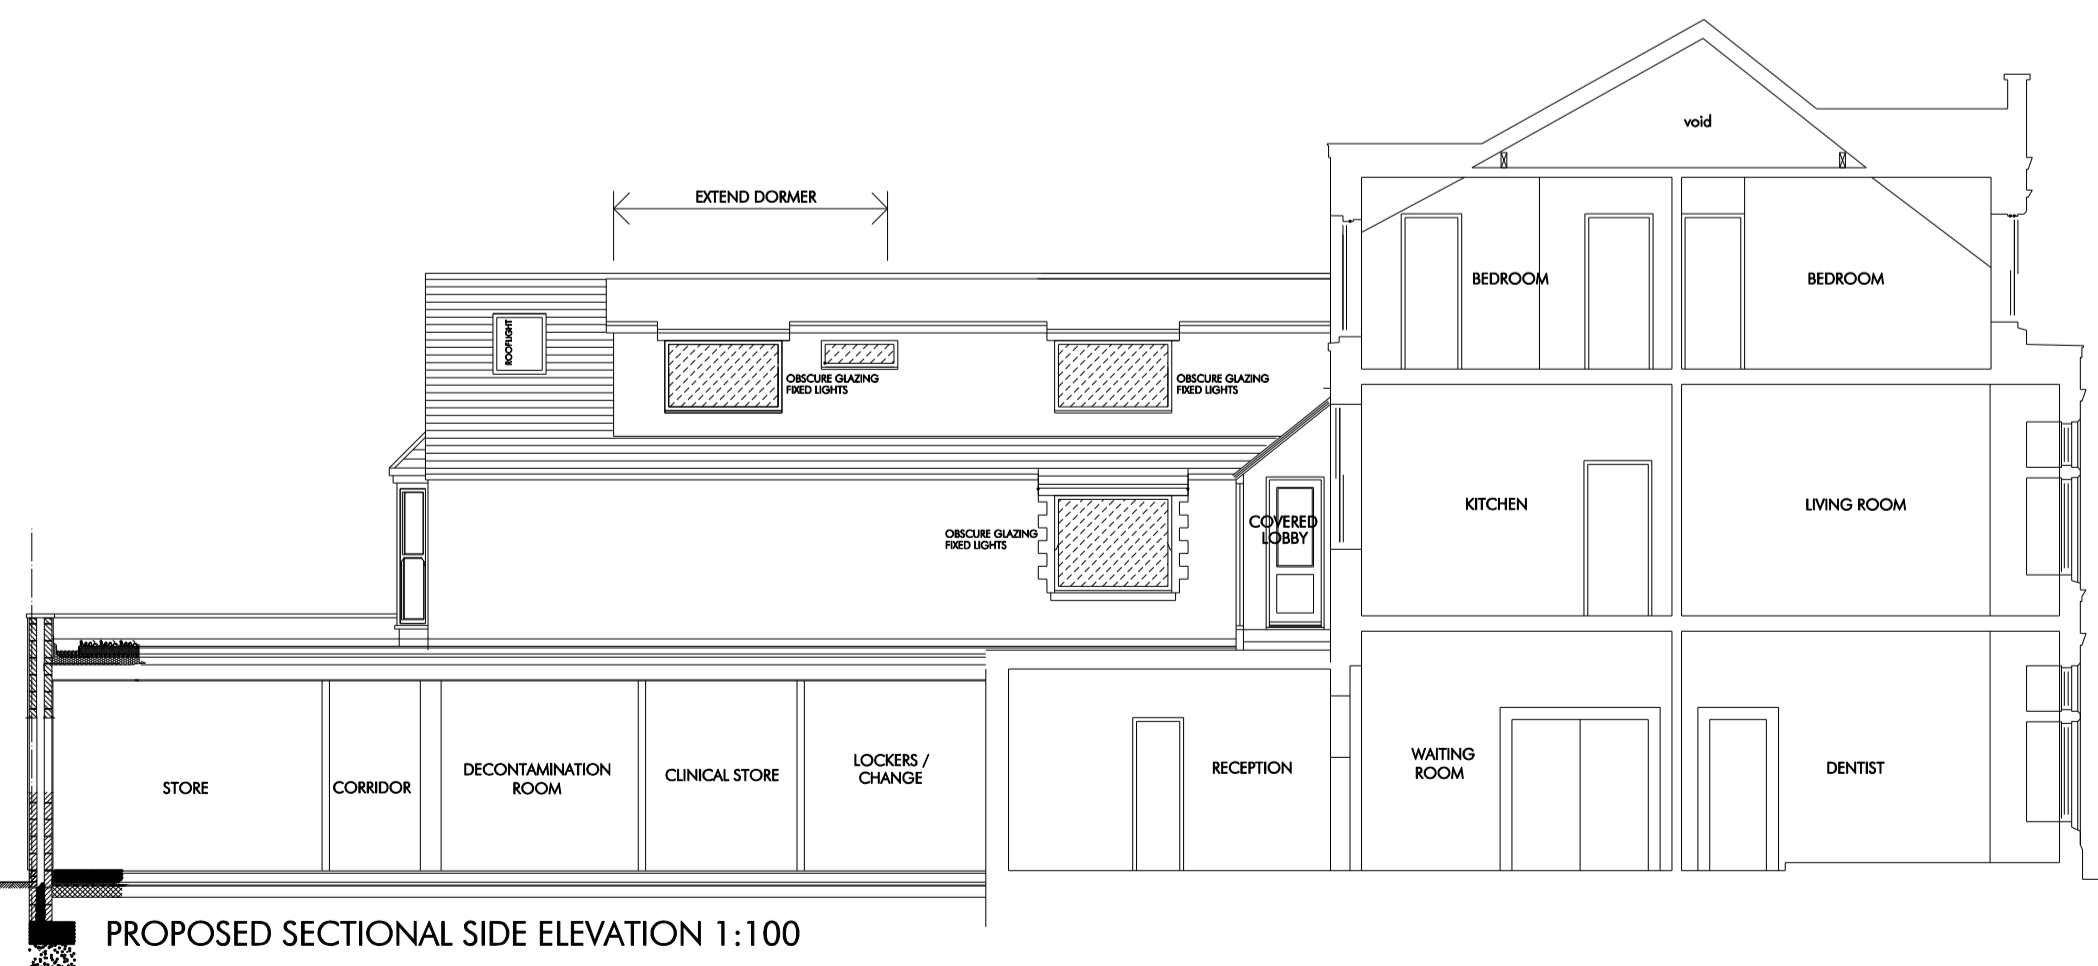 void
EXTEND DORMER
BEDROOM
BEDROOM
ROOFLIGHT
OBSCURE GLAZING
FIXED LIGHTS
OBSCURE GLAZING
FIXED LIGHTS
OBSCURE GLAZING
FIXED LIGHTS
COVERED
LOBBY
KITCHEN
LIVING ROOM
STORE
CORRIDOR
DECONTAMINATION
ROOM
CLINICAL STORE
LOCKERS /
CHANGE
RECEPTION
WAITING
ROOM
DENTIST
PROPOSED SECTIONAL SIDE ELEVATION 1:100